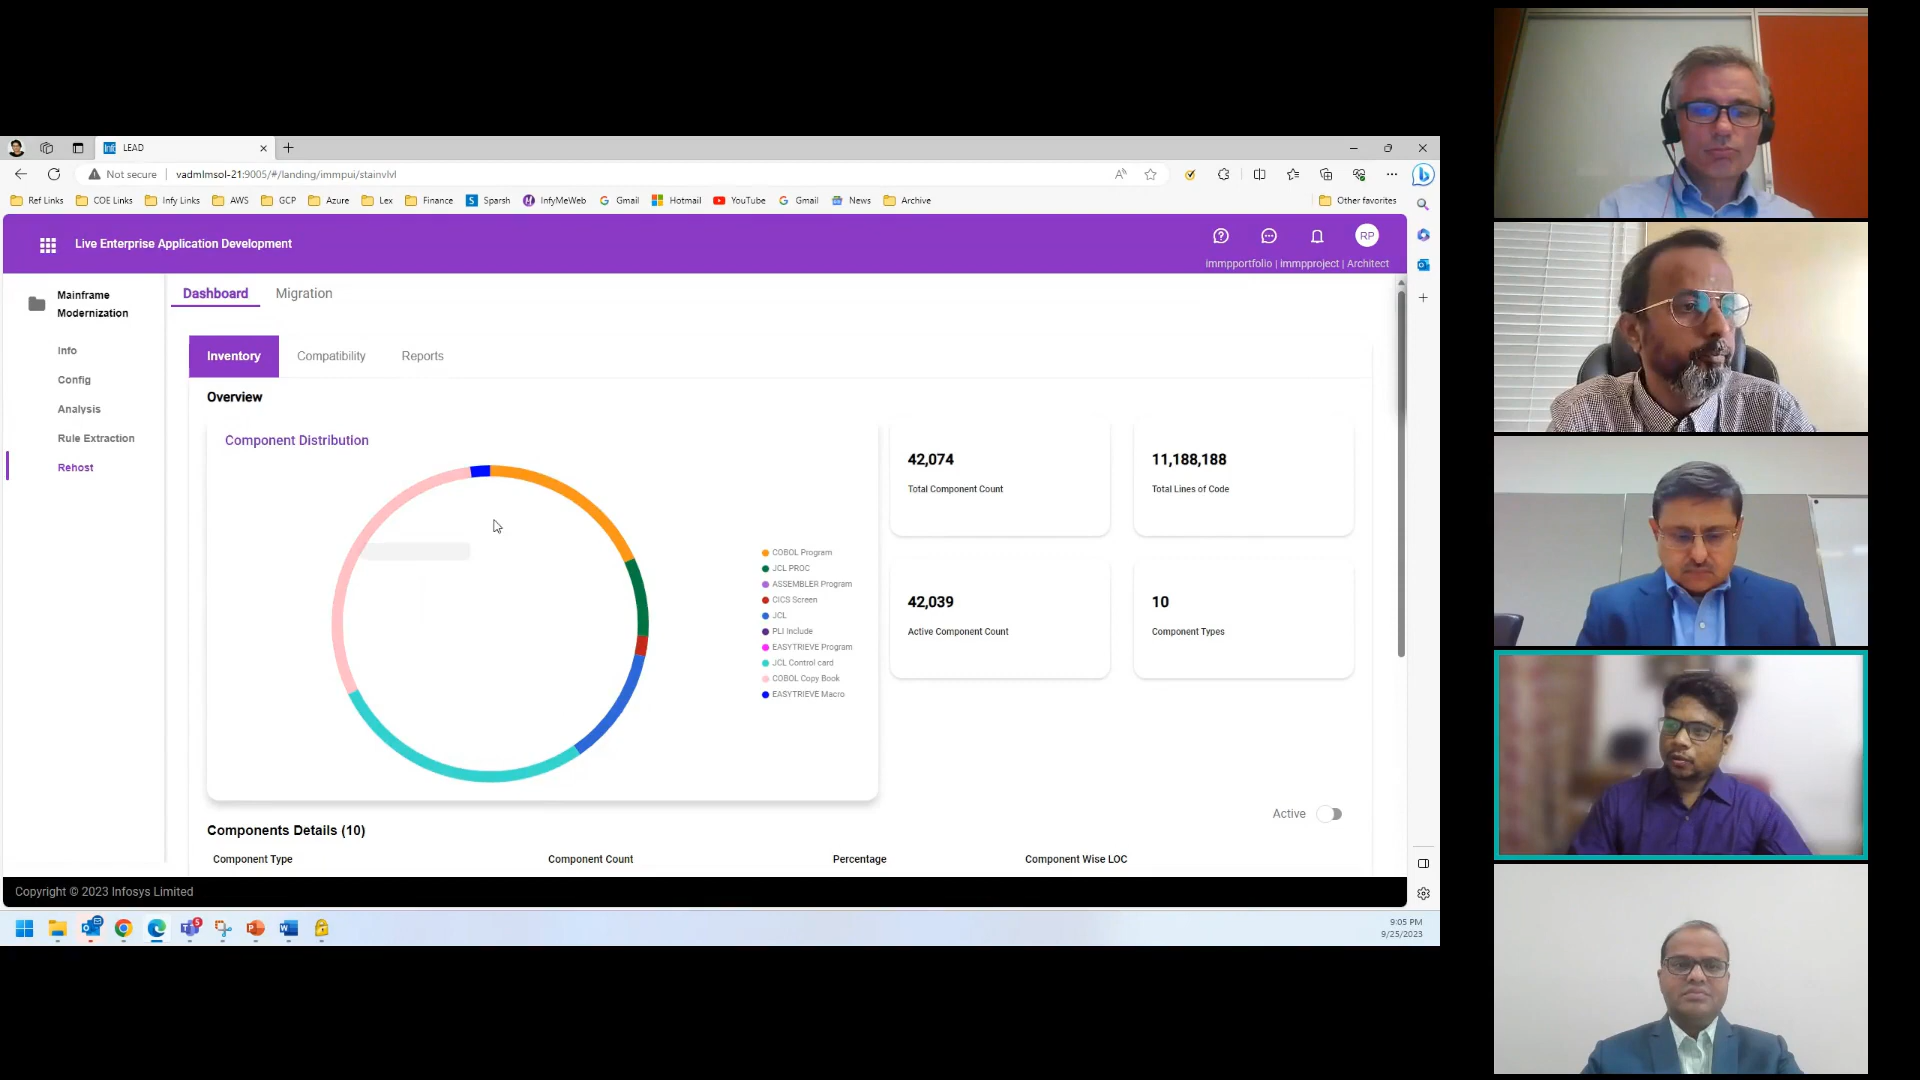 LEAD
Not secure
vadmlmsol-21:9005/#/landing/immpui/stainvlvl
Ref Links
COE Links
Infy Links
AWS
GCP
Azure
Lex
Finance
Sparsh
InfyMeWeb
Gmail
Hotmail
YouTube
Gmail
News
Archive
Other favorites
Live Enterprise Application Development
RP
immpportfolio | immpproject | Architect
Mainframe
Modernization
Info
Config
Analysis
Rule Extraction
Rehost
Dashboard
Migration
Inventory
Compatibility
Reports
Overview
Component Distribution
COBOL Program
JCL PROC
ASSEMBLER Program
CICS Screen
JCL
PLI Include
EASYTRIEVE Program
JCL Control card
COBOL Copy Book
EASYTRIEVE Macro
42,074
Total Component Count
11,188,188
Total Lines of Code
42,039
Active Component Count
10
Component Types
Active
Components Details (10)
Component Type
Component Count
Percentage
Component Wise LOC
Copyright © 2023 Infosys Limited
9:05 PM
9/25/2023